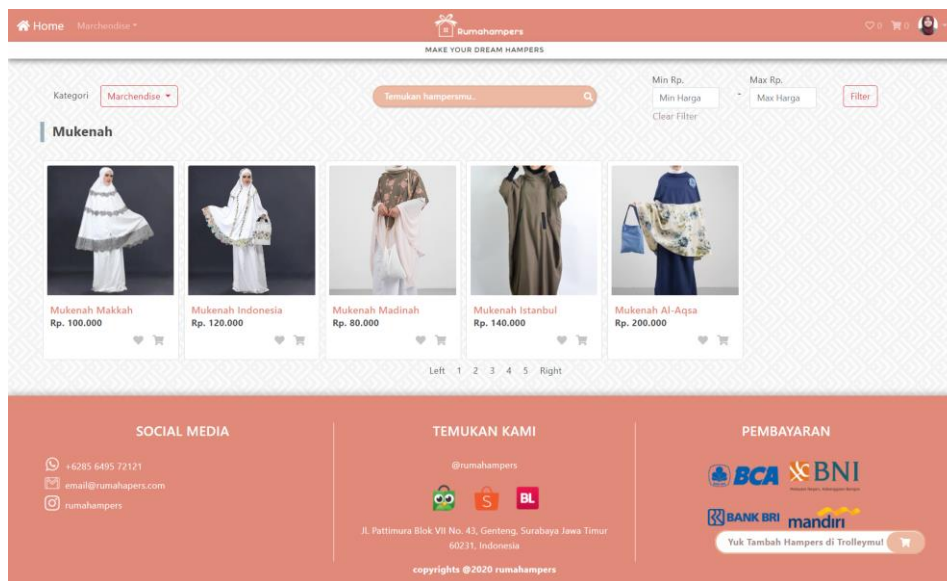 Home Marchendise Rumahampers 0 0
MAKE YOUR DREAM HAMPERS
Min Rp. Max Rp.
Kategori Marchendise Temukan hampersmu.. Min Harga - Max Harga Filter
Clear Filter
Mukenah
Mukenah Makkah Mukenah Indonesia Mukenah Madinah Mukenah Istanbul Mukenah Al-Aqsa
Rp. 100.000 Rp. 120.000 Rp. 80.000 Rp. 140.000 Rp. 200.000
Left 1 2 3 4 5 Right
SOCIAL MEDIA
+6285 6495 72121
email@rumahapers.com
rumahampers
TEMUKAN KAMI
@rumahampers
BL
Jl. Pattimura Blok VII No. 43, Genteng, Surabaya Jawa Timur
60231, Indonesia
copyrights @2020 rumahampers
PEMBAYARAN
BCA BNI
BANK BRI mandiri
Yuk Tambah Hampers di Trolleymu!